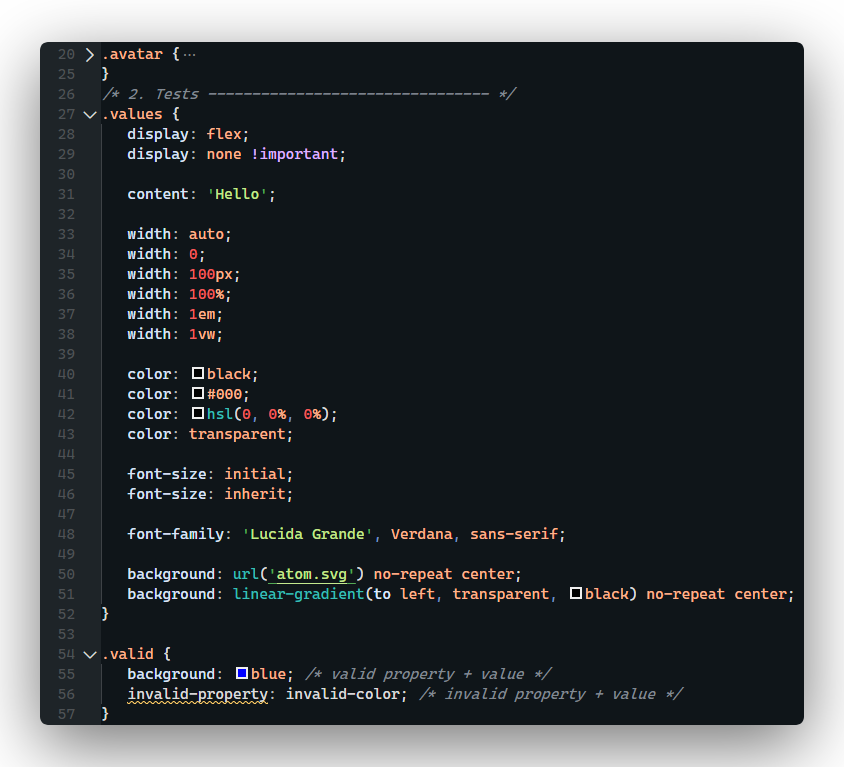 20 > .avatar { ···
25 }
26 /* 2. Tests -------------------------------- */
27 .values {
28 display: flex;
29 display: none !important;
30
31 content: 'Hello';
32
33 width: auto;
34 width: 0;
35 width: 100px;
36 width: 100%;
37 width: 1em;
38 width: 1vw;
39
40 color: black;
41 color: #000;
42 color: hsl(0, 0%, 0%);
43 color: transparent;
44
45 font-size: initial;
46 font-size: inherit;
47
48 font-family: 'Lucida Grande', Verdana, sans-serif;
49
50 background: url('atom.svg') no-repeat center;
51 background: linear-gradient(to left, transparent, black) no-repeat center;
52 }
53
54 .valid {
55 background: blue; /* valid property + value */
56 invalid-property: invalid-color; /* invalid property + value */
57 }